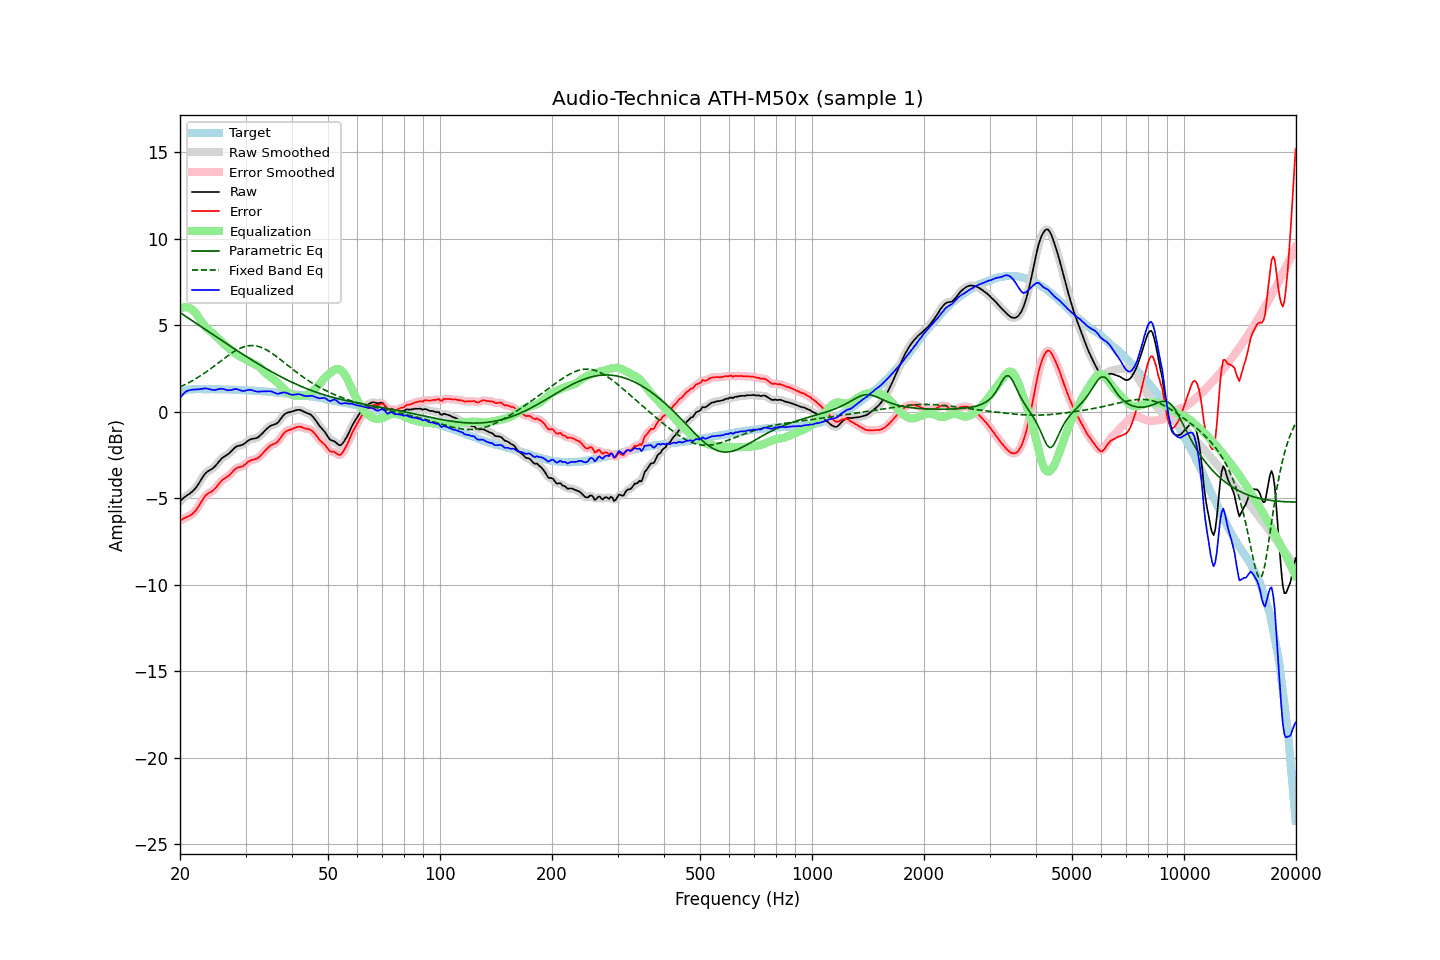 Audio-Technica ATH-M50x (sample 1)
Target
Raw Smoothed
Error Smoothed
Raw
Error
Equalization
Parametric Eq
Fixed Band Eq
Equalized
15
10
5
0
−5
−10
−15
−20
−25
Amplitude (dBr)
20 50 100 200 500 1000 2000 5000 10000 20000
Frequency (Hz)